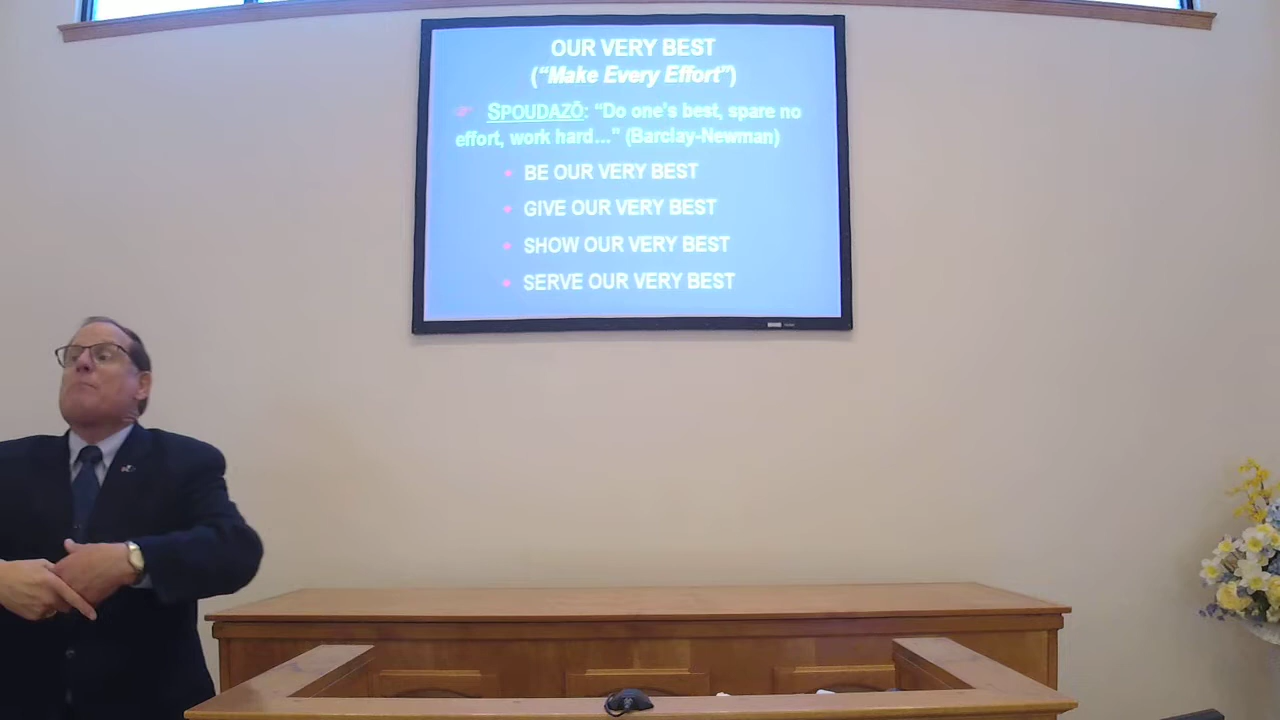 OUR VERY BEST
(“Make Every Effort”)
SPOUDAZŌ: “Do one’s best, spare no
effort, work hard...” (Barclay-Newman)
BE OUR VERY BEST
GIVE OUR VERY BEST
SHOW OUR VERY BEST
SERVE OUR VERY BEST